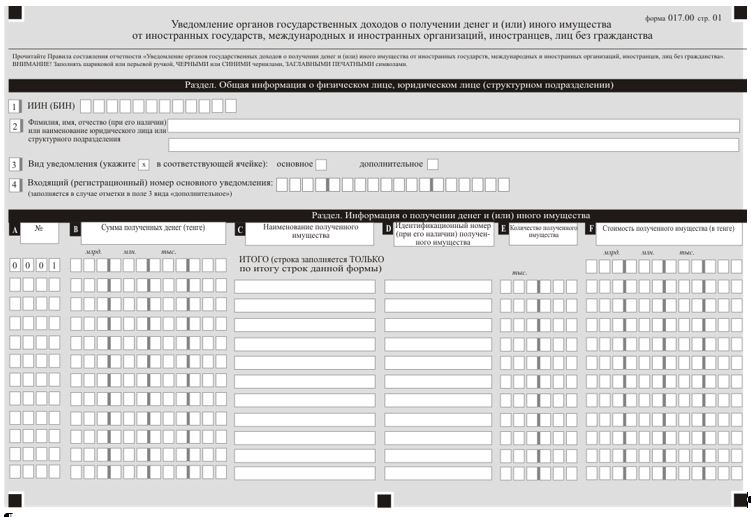 форма 017.00 стр. 01
Уведомление органов государственных доходов о получении денег и (или) иного имущества
от иностранных государств, международных и иностранных организаций, иностранцев, лиц без гражданства
Прочитайте Правила составления отчетности «Уведомление органов государственных доходов о получении денег и (или) иного имущества от иностранных государств, международных и иностранных организаций, иностранцев, лиц без гражданства».
ВНИМАНИЕ! Заполнять шариковой или перьевой ручкой, ЧЕРНЫМИ или СИНИМИ чернилами, ЗАГЛАВНЫМИ ПЕЧАТНЫМИ символами.
Раздел. Общая информация о физическом лице, юридическом лице (структурном подразделении)
1 ИИН (БИН)
2 Фамилия, имя, отчество (при его наличии)
или наименование юридического лица или
структурного подразделения
3 Вид уведомления (укажите x в соответствующей ячейке): основное дополнительное
4 Входящий (регистрационный) номер основного уведомления:
(заполняется в случае отметки в поле 3 вида «дополнительное»)
Раздел. Информация о получении денег и (или) иного имущества
A № B Сумма полученных денег (тенге) C Наименование полученного
имущества
D Идентификационный номер
(при его наличии) получен-
ного имущества
E Количество полученного
имущества
F Стоимость полученного имущества (в тенге)
млрд. млн. тыс. тыс. млрд. млн. тыс.
0 0 0 1 ИТОГО (строка заполняется ТОЛЬКО
по итогу строк данной формы)